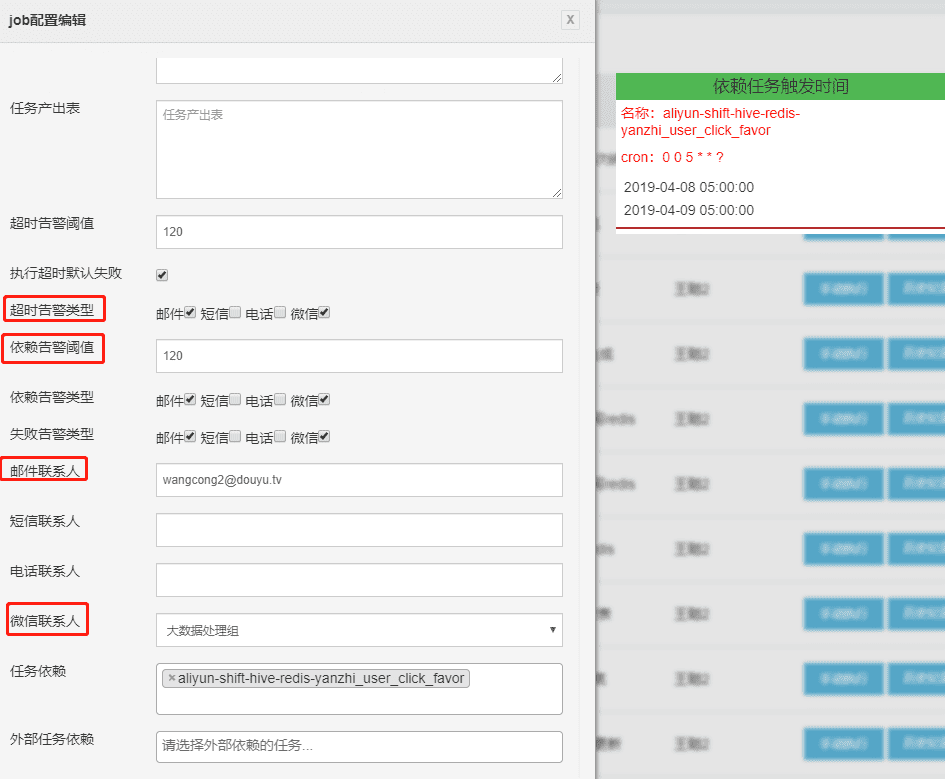 job配置编辑
X
任务产出表
任务产出表
超时告警阈值
120
执行超时默认失败
超时告警类型
邮件 短信 电话 微信
依赖告警阈值
120
依赖告警类型
邮件 短信 电话 微信
失败告警类型
邮件 短信 电话 微信
邮件联系人
wangcong2@douyu.tv
短信联系人
电话联系人
微信联系人
大数据处理组
任务依赖
×aliyun-shift-hive-redis-yanzhi_user_click_favor
外部任务依赖
请选择外部依赖的任务...
依赖任务触发时间
名称：aliyun-shift-hive-redis-
yanzhi_user_click_favor
cron：0 0 5 * * ?
2019-04-08 05:00:00
2019-04-09 05:00:00